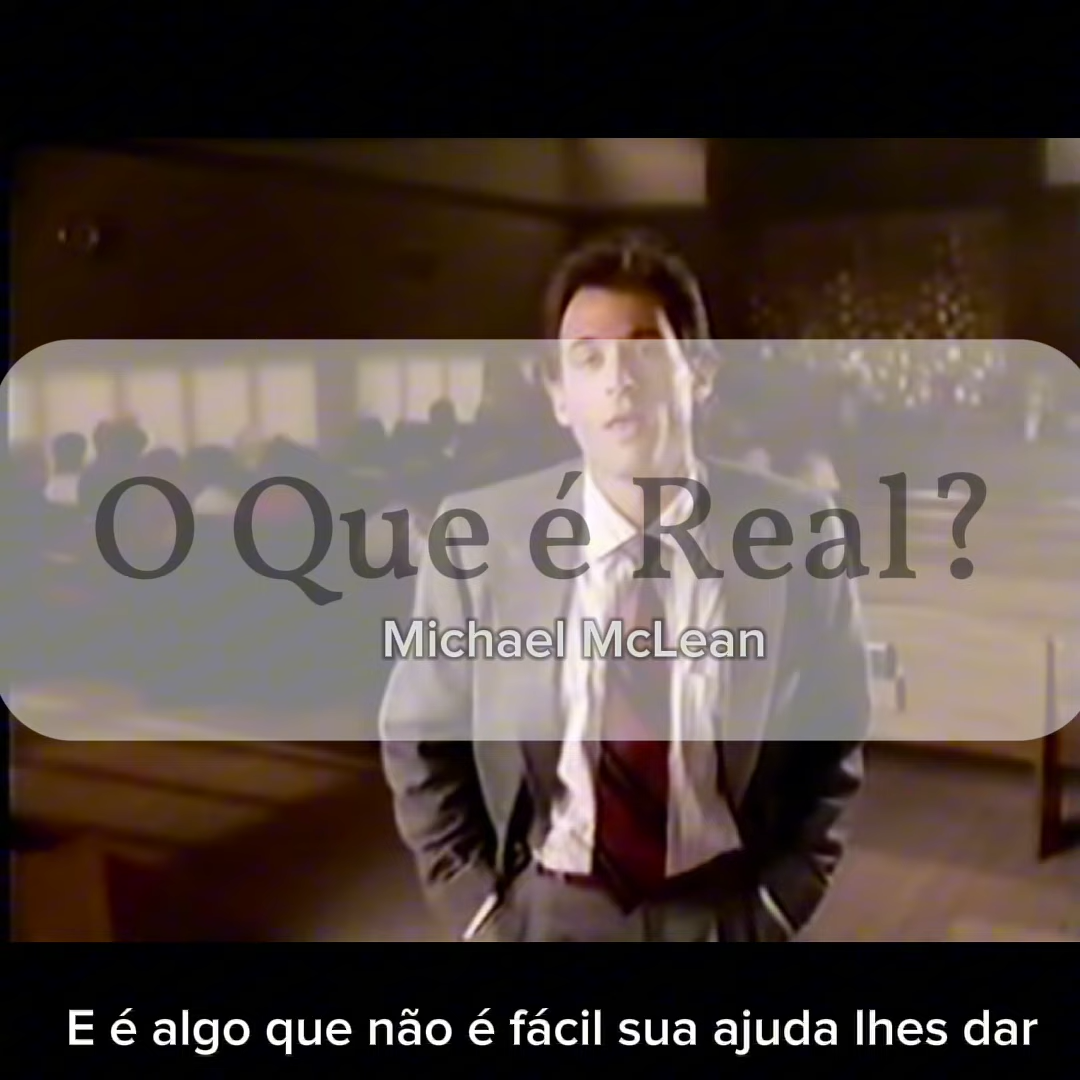 O Que é Real?
Michael McLean
E é algo que não é fácil sua ajuda lhes dar